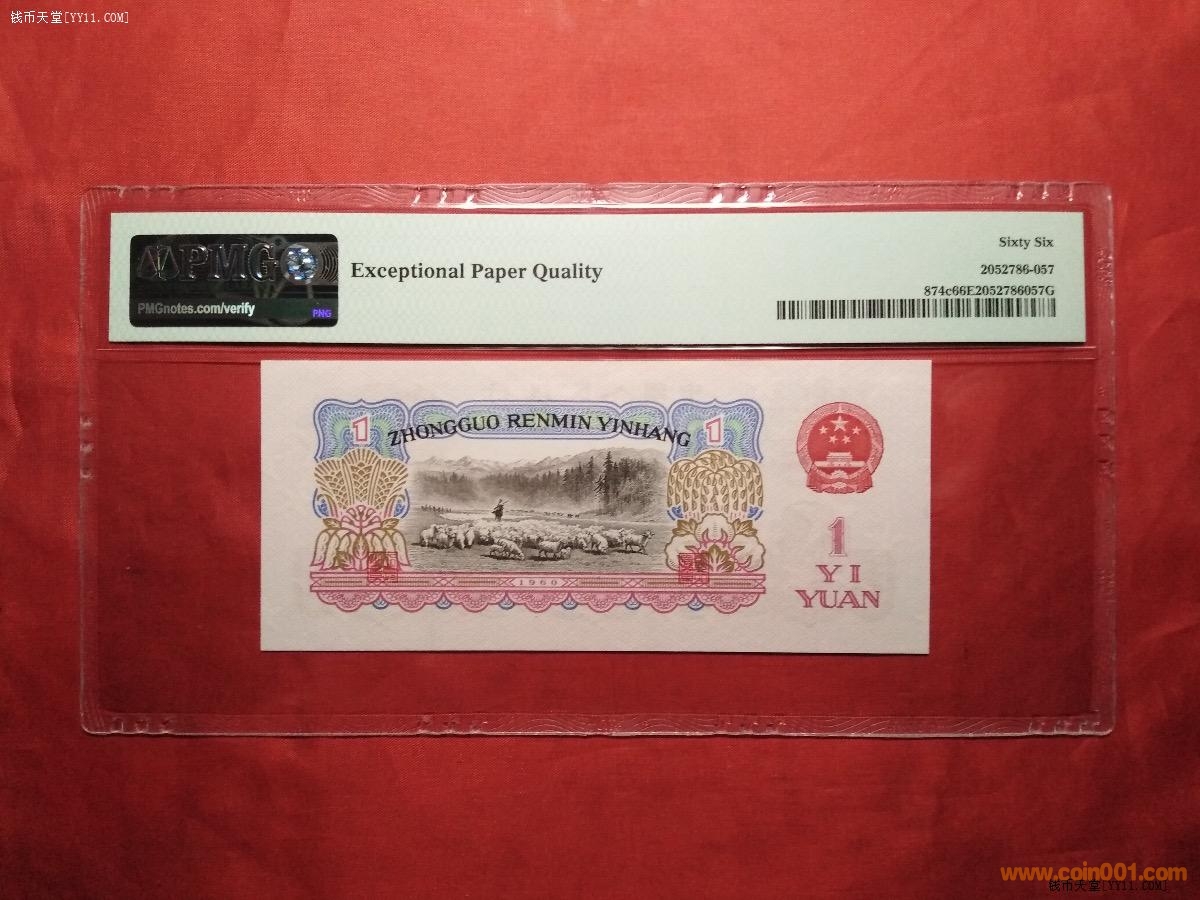 钱币天堂[YY11.COM]
PMG
PMGnotes.com/verify
PNG
Exceptional Paper Quality
Sixty Six
2052786-057
874c66E2052786057G
1
ZHONGGUO RENMIN YINHANG
1
1960
1
YI
YUAN
www.coin001.com
钱币天堂[YY11.COM]